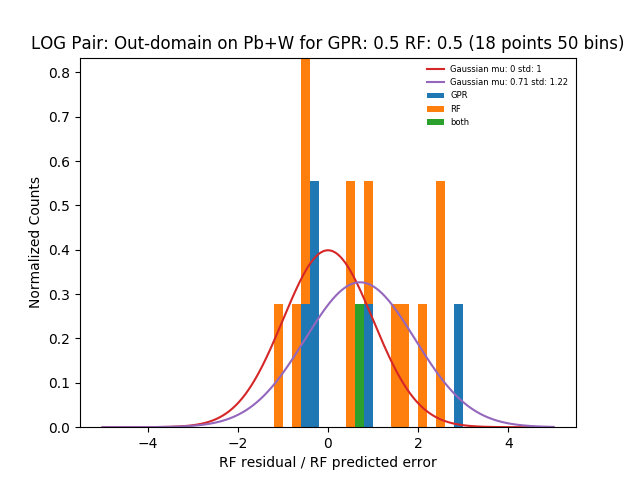 LOG Pair: Out-domain on Pb+W for GPR: 0.5 RF: 0.5 (18 points 50 bins)
Gaussian mu: 0 std: 1
Gaussian mu: 0.71 std: 1.22
GPR
RF
both
Normalized Counts
0.8
0.7
0.6
0.5
0.4
0.3
0.2
0.1
0.0
−4
−2
0
2
4
RF residual / RF predicted error